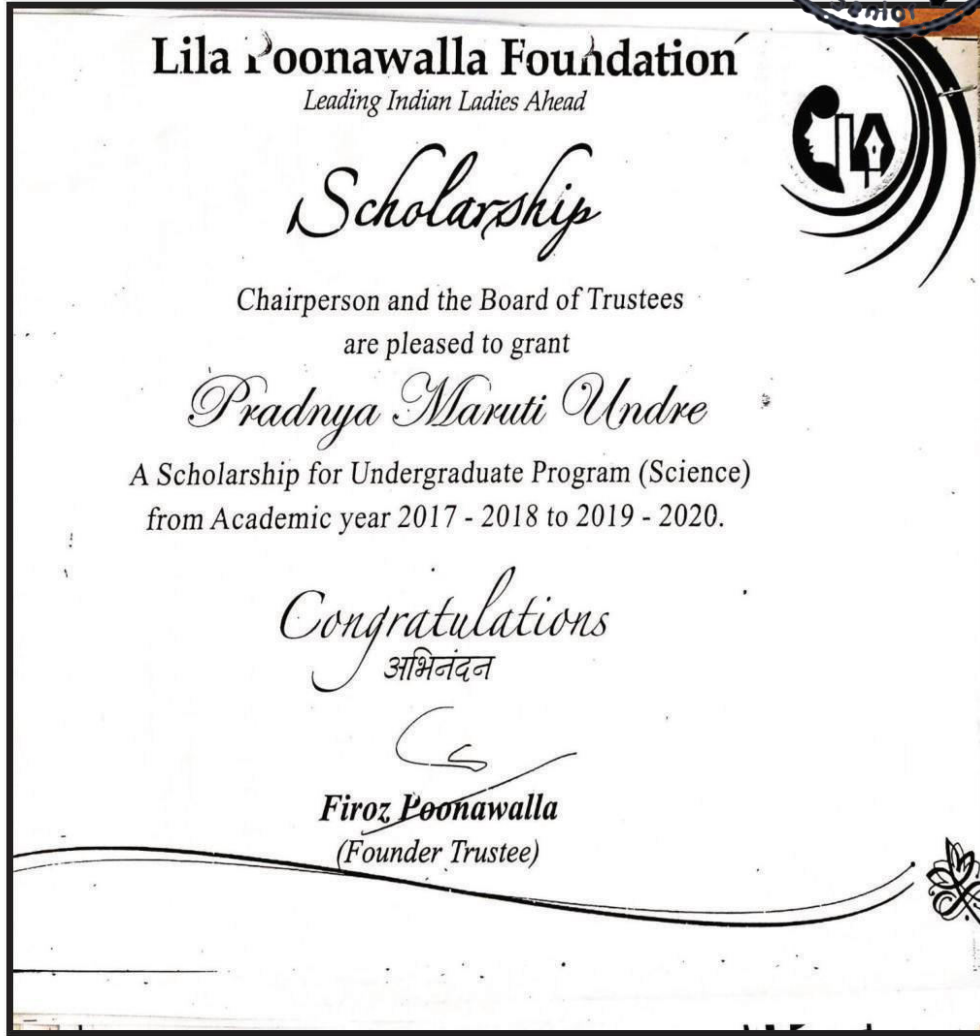 Senior
Lila Poonawalla Foundation
Leading Indian Ladies Ahead
Scholarship
Chairperson and the Board of Trustees
are pleased to grant
Pradnya Maruti Undre
A Scholarship for Undergraduate Program (Science)
from Academic year 2017 - 2018 to 2019 - 2020.
Congratulations
अभिनंदन
Firoz Poonawalla
(Founder Trustee)